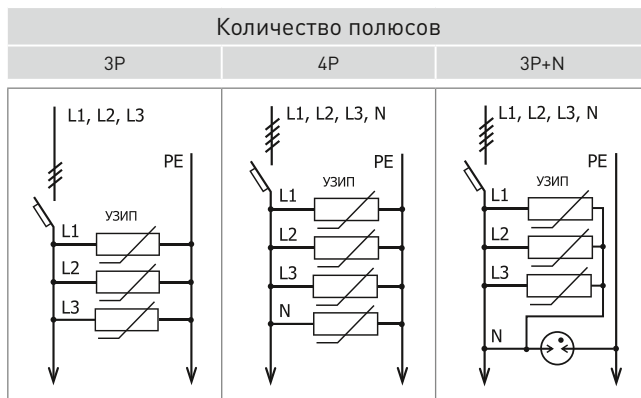 Количество полюсов
3P
4P
3P+N
L1, L2, L3
PE
УЗИП
L1
L2
L3
L1, L2, L3, N
PE
УЗИП
L1
L2
L3
N
L1, L2, L3, N
PE
УЗИП
L1
L2
L3
N